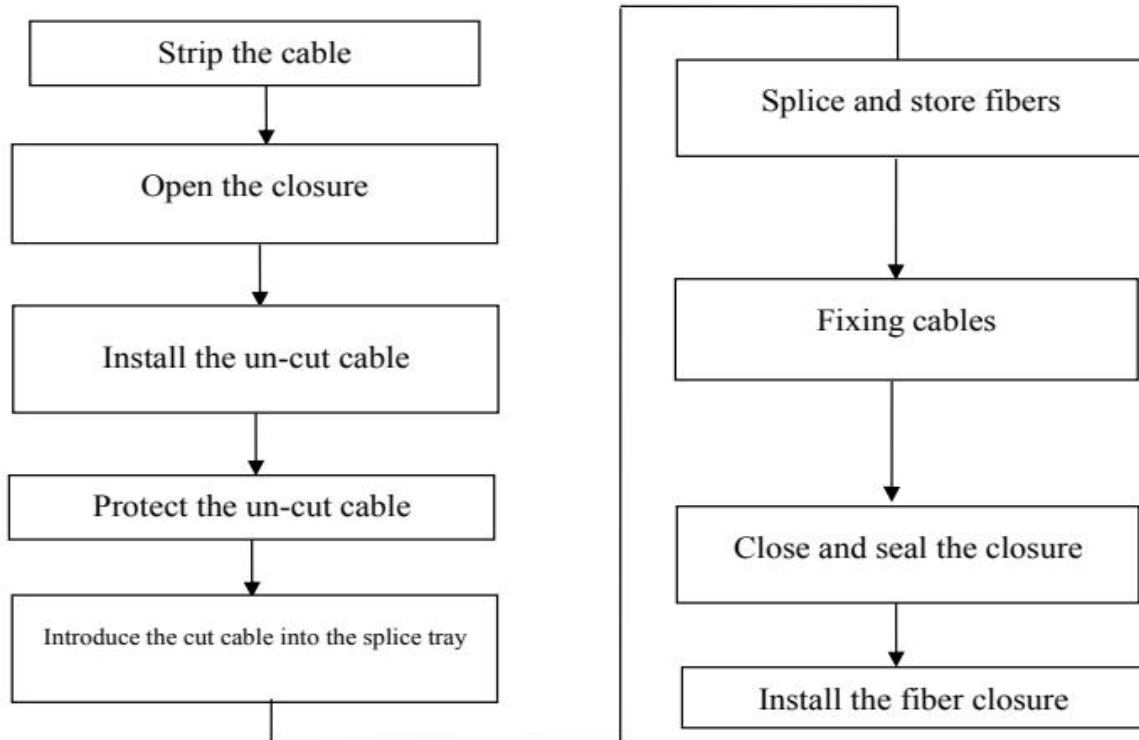 Strip the cable
Open the closure
Install the un-cut cable
Protect the un-cut cable
Introduce the cut cable into the splice tray
Splice and store fibers
Fixing cables
Close and seal the closure
Install the fiber closure